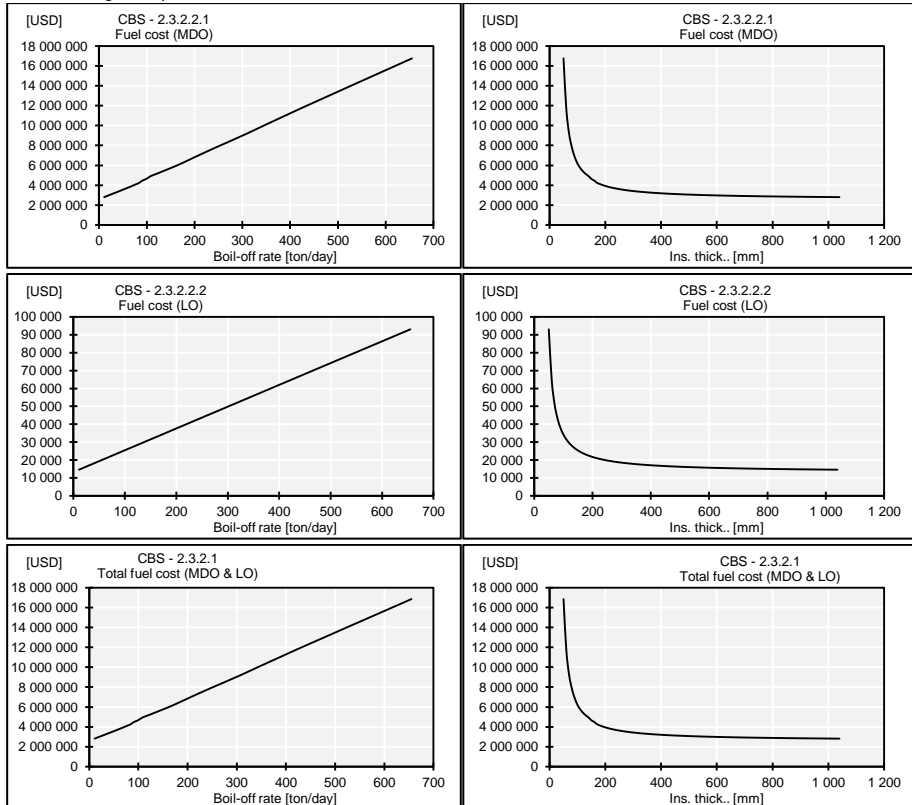 [USD]
CBS - 2.3.2.2.1
Fuel cost (MDO)
18 000 000
16 000 000
14 000 000
12 000 000
10 000 000
8 000 000
6 000 000
4 000 000
2 000 000
0
0 100 200 300 400 500 600 700
Boil-off rate [ton/day]
[USD]
CBS - 2.3.2.2.1
Fuel cost (MDO)
18 000 000
16 000 000
14 000 000
12 000 000
10 000 000
8 000 000
6 000 000
4 000 000
2 000 000
0
0 200 400 600 800 1 000 1 200
Ins. thick.. [mm]
[USD]
CBS - 2.3.2.2.2
Fuel cost (LO)
100 000
90 000
80 000
70 000
60 000
50 000
40 000
30 000
20 000
10 000
0
0 100 200 300 400 500 600 700
Boil-off rate [ton/day]
[USD]
CBS - 2.3.2.2.2
Fuel cost (LO)
100 000
90 000
80 000
70 000
60 000
50 000
40 000
30 000
20 000
10 000
0
0 200 400 600 800 1 000 1 200
Ins. thick.. [mm]
[USD]
CBS - 2.3.2.1
Total fuel cost (MDO & LO)
18 000 000
16 000 000
14 000 000
12 000 000
10 000 000
8 000 000
6 000 000
4 000 000
2 000 000
0
0 100 200 300 400 500 600 700
Boil-off rate [ton/day]
[USD]
CBS - 2.3.2.1
Total fuel cost (MDO & LO)
18 000 000
16 000 000
14 000 000
12 000 000
10 000 000
8 000 000
6 000 000
4 000 000
2 000 000
0
0 200 400 600 800 1 000 1 200
Ins. thick.. [mm]